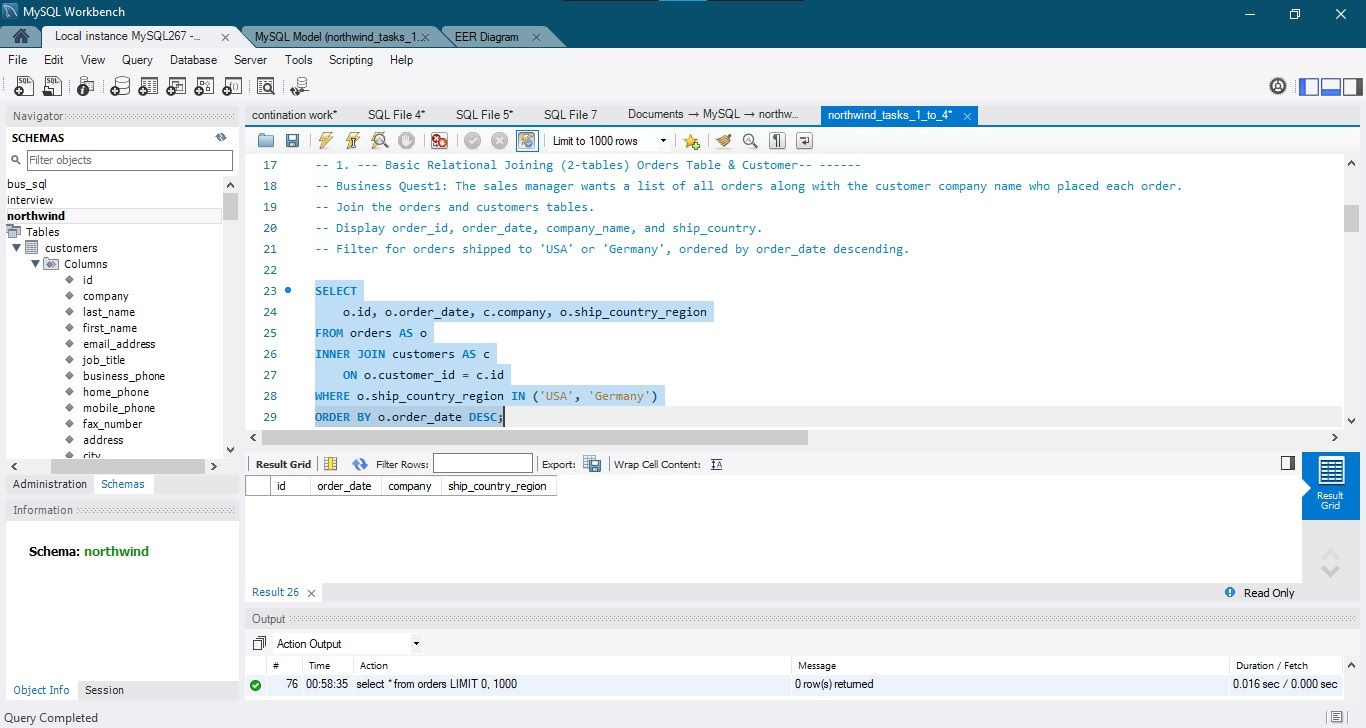 MySQL Workbench
Local instance MySQL267 -...
MySQL Model (northwind_tasks_1...
EER Diagram
File Edit View Query Database Server Tools Scripting Help
Navigator
SCHEMAS
Filter objects
bus_sql
interview
northwind
Tables
customers
Columns
id
company
last_name
first_name
email_address
job_title
business_phone
home_phone
mobile_phone
fax_number
address
city
Administration Schemas
Information
Schema: northwind
Object Info Session
contination work* SQL File 4* SQL File 5* SQL File 7 Documents → MySQL → northw... northwind_tasks_1_to_4*
Limit to 1000 rows
17 -- 1. --- Basic Relational Joining (2-tables) Orders Table & Customer-- ------
18 -- Business Quest1: The sales manager wants a list of all orders along with the customer company name who placed each order.
19 -- Join the orders and customers tables.
20 -- Display order_id, order_date, company_name, and ship_country.
21 -- Filter for orders shipped to 'USA' or 'Germany', ordered by order_date descending.
22
23 SELECT
24 o.id, o.order_date, c.company, o.ship_country_region
25 FROM orders AS o
26 INNER JOIN customers AS c
27 ON o.customer_id = c.id
28 WHERE o.ship_country_region IN ('USA', 'Germany')
29 ORDER BY o.order_date DESC;
Result Grid Filter Rows: Export: Wrap Cell Content:
id order_date company ship_country_region
Result Grid
Result 26
Read Only
Output
Action Output
# Time Action Message Duration / Fetch
76 00:58:35 select * from orders LIMIT 0, 1000 0 row(s) returned 0.016 sec / 0.000 sec
Query Completed